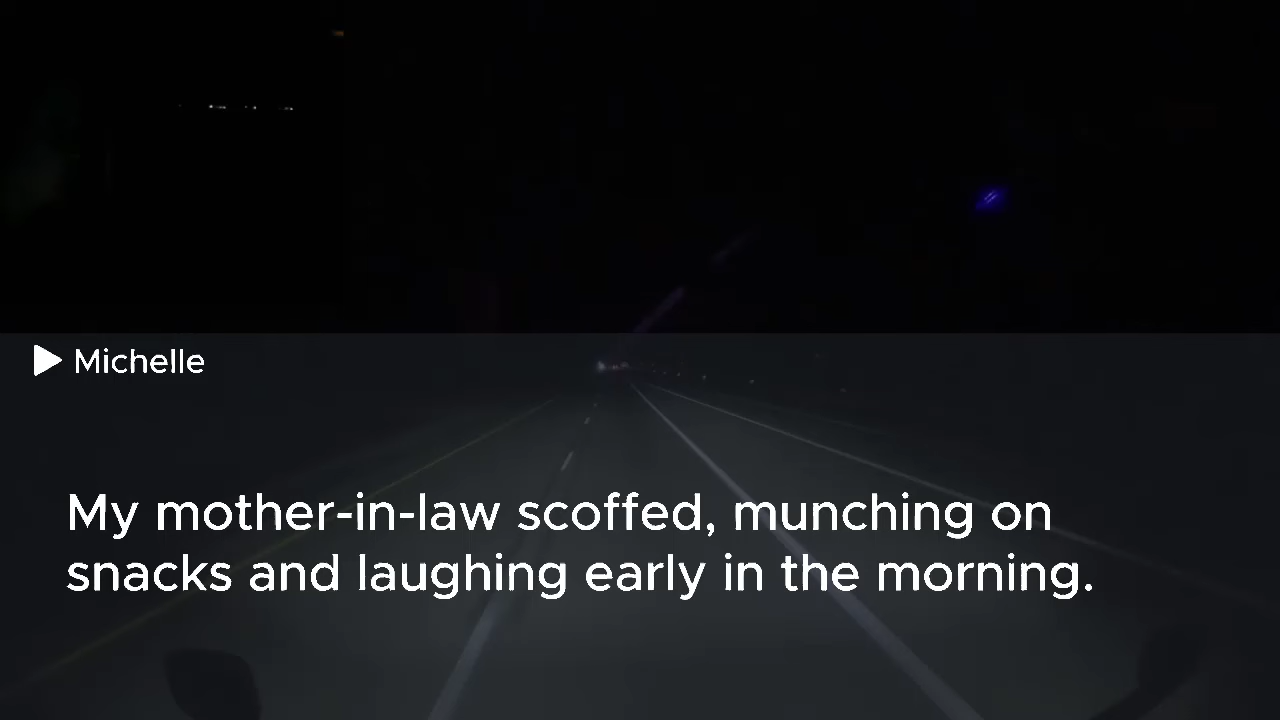 Michelle
My mother-in-law scoffed, munching on
snacks and laughing early in the morning.